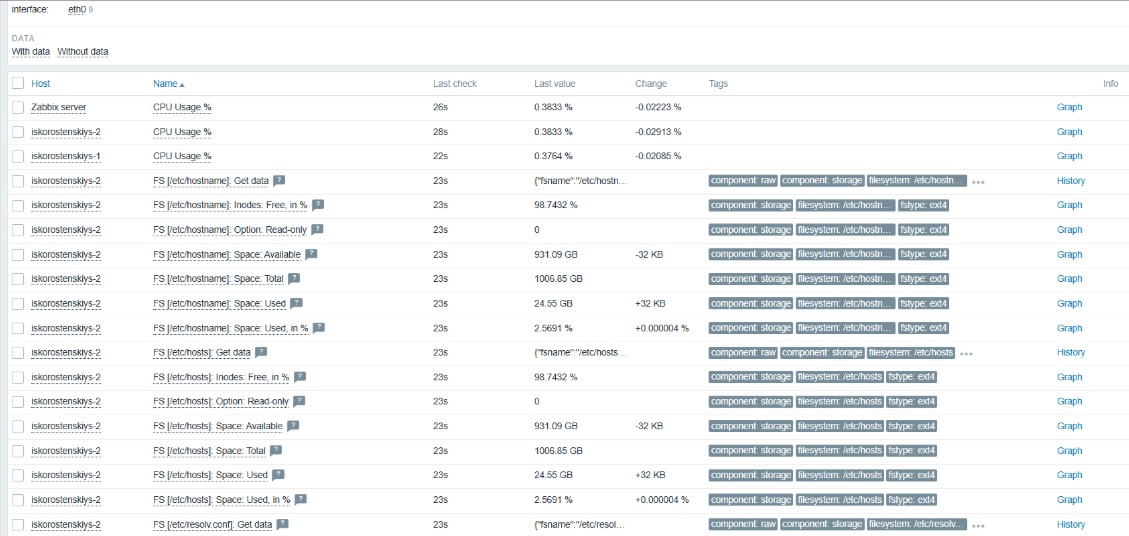 interface: eth0 9
DATA
With data Without data
Host Name Last check Last value Change Tags Info
Zabbix server CPU Usage % 26s 0.3833 % -0.02223 % Graph
iskorostenskiys-2 CPU Usage % 28s 0.3833 % -0.02913 % Graph
iskorostenskiys-1 CPU Usage % 22s 0.3764 % -0.02085 % Graph
iskorostenskiys-2 FS [/etc/hostname]: Get data ? 23s {"fsname":"/etc/hostn... component: raw component: storage filesystem: /etc/hostn... ••• History
iskorostenskiys-2 FS [/etc/hostname]: Inodes: Free, in % ? 23s 98.7432 % component: storage filesystem: /etc/hostn... fstype: ext4 Graph
iskorostenskiys-2 FS [/etc/hostname]: Option: Read-only ? 23s 0 component: storage filesystem: /etc/hostn... fstype: ext4 Graph
iskorostenskiys-2 FS [/etc/hostname]: Space: Available ? 23s 931.09 GB -32 KB component: storage filesystem: /etc/hostn... fstype: ext4 Graph
iskorostenskiys-2 FS [/etc/hostname]: Space: Total ? 23s 1006.85 GB component: storage filesystem: /etc/hostn... fstype: ext4 Graph
iskorostenskiys-2 FS [/etc/hostname]: Space: Used ? 23s 24.55 GB +32 KB component: storage filesystem: /etc/hostn... fstype: ext4 Graph
iskorostenskiys-2 FS [/etc/hostname]: Space: Used, in % ? 23s 2.5691 % +0.000004 % component: storage filesystem: /etc/hostn... fstype: ext4 Graph
iskorostenskiys-2 FS [/etc/hosts]: Get data ? 23s {"fsname":"/etc/hosts... component: raw component: storage filesystem: /etc/hosts ••• History
iskorostenskiys-2 FS [/etc/hosts]: Inodes: Free, in % ? 23s 98.7432 % component: storage filesystem: /etc/hosts fstype: ext4 Graph
iskorostenskiys-2 FS [/etc/hosts]: Option: Read-only ? 23s 0 component: storage filesystem: /etc/hosts fstype: ext4 Graph
iskorostenskiys-2 FS [/etc/hosts]: Space: Available ? 23s 931.09 GB -32 KB component: storage filesystem: /etc/hosts fstype: ext4 Graph
iskorostenskiys-2 FS [/etc/hosts]: Space: Total ? 23s 1006.85 GB component: storage filesystem: /etc/hosts fstype: ext4 Graph
iskorostenskiys-2 FS [/etc/hosts]: Space: Used ? 23s 24.55 GB +32 KB component: storage filesystem: /etc/hosts fstype: ext4 Graph
iskorostenskiys-2 FS [/etc/hosts]: Space: Used, in % ? 23s 2.5691 % +0.000004 % component: storage filesystem: /etc/hosts fstype: ext4 Graph
iskorostenskiys-2 FS [/etc/resolv.conf]: Get data ? 23s {"fsname":"/etc/resol... component: raw component: storage filesystem: /etc/resolv... ••• History